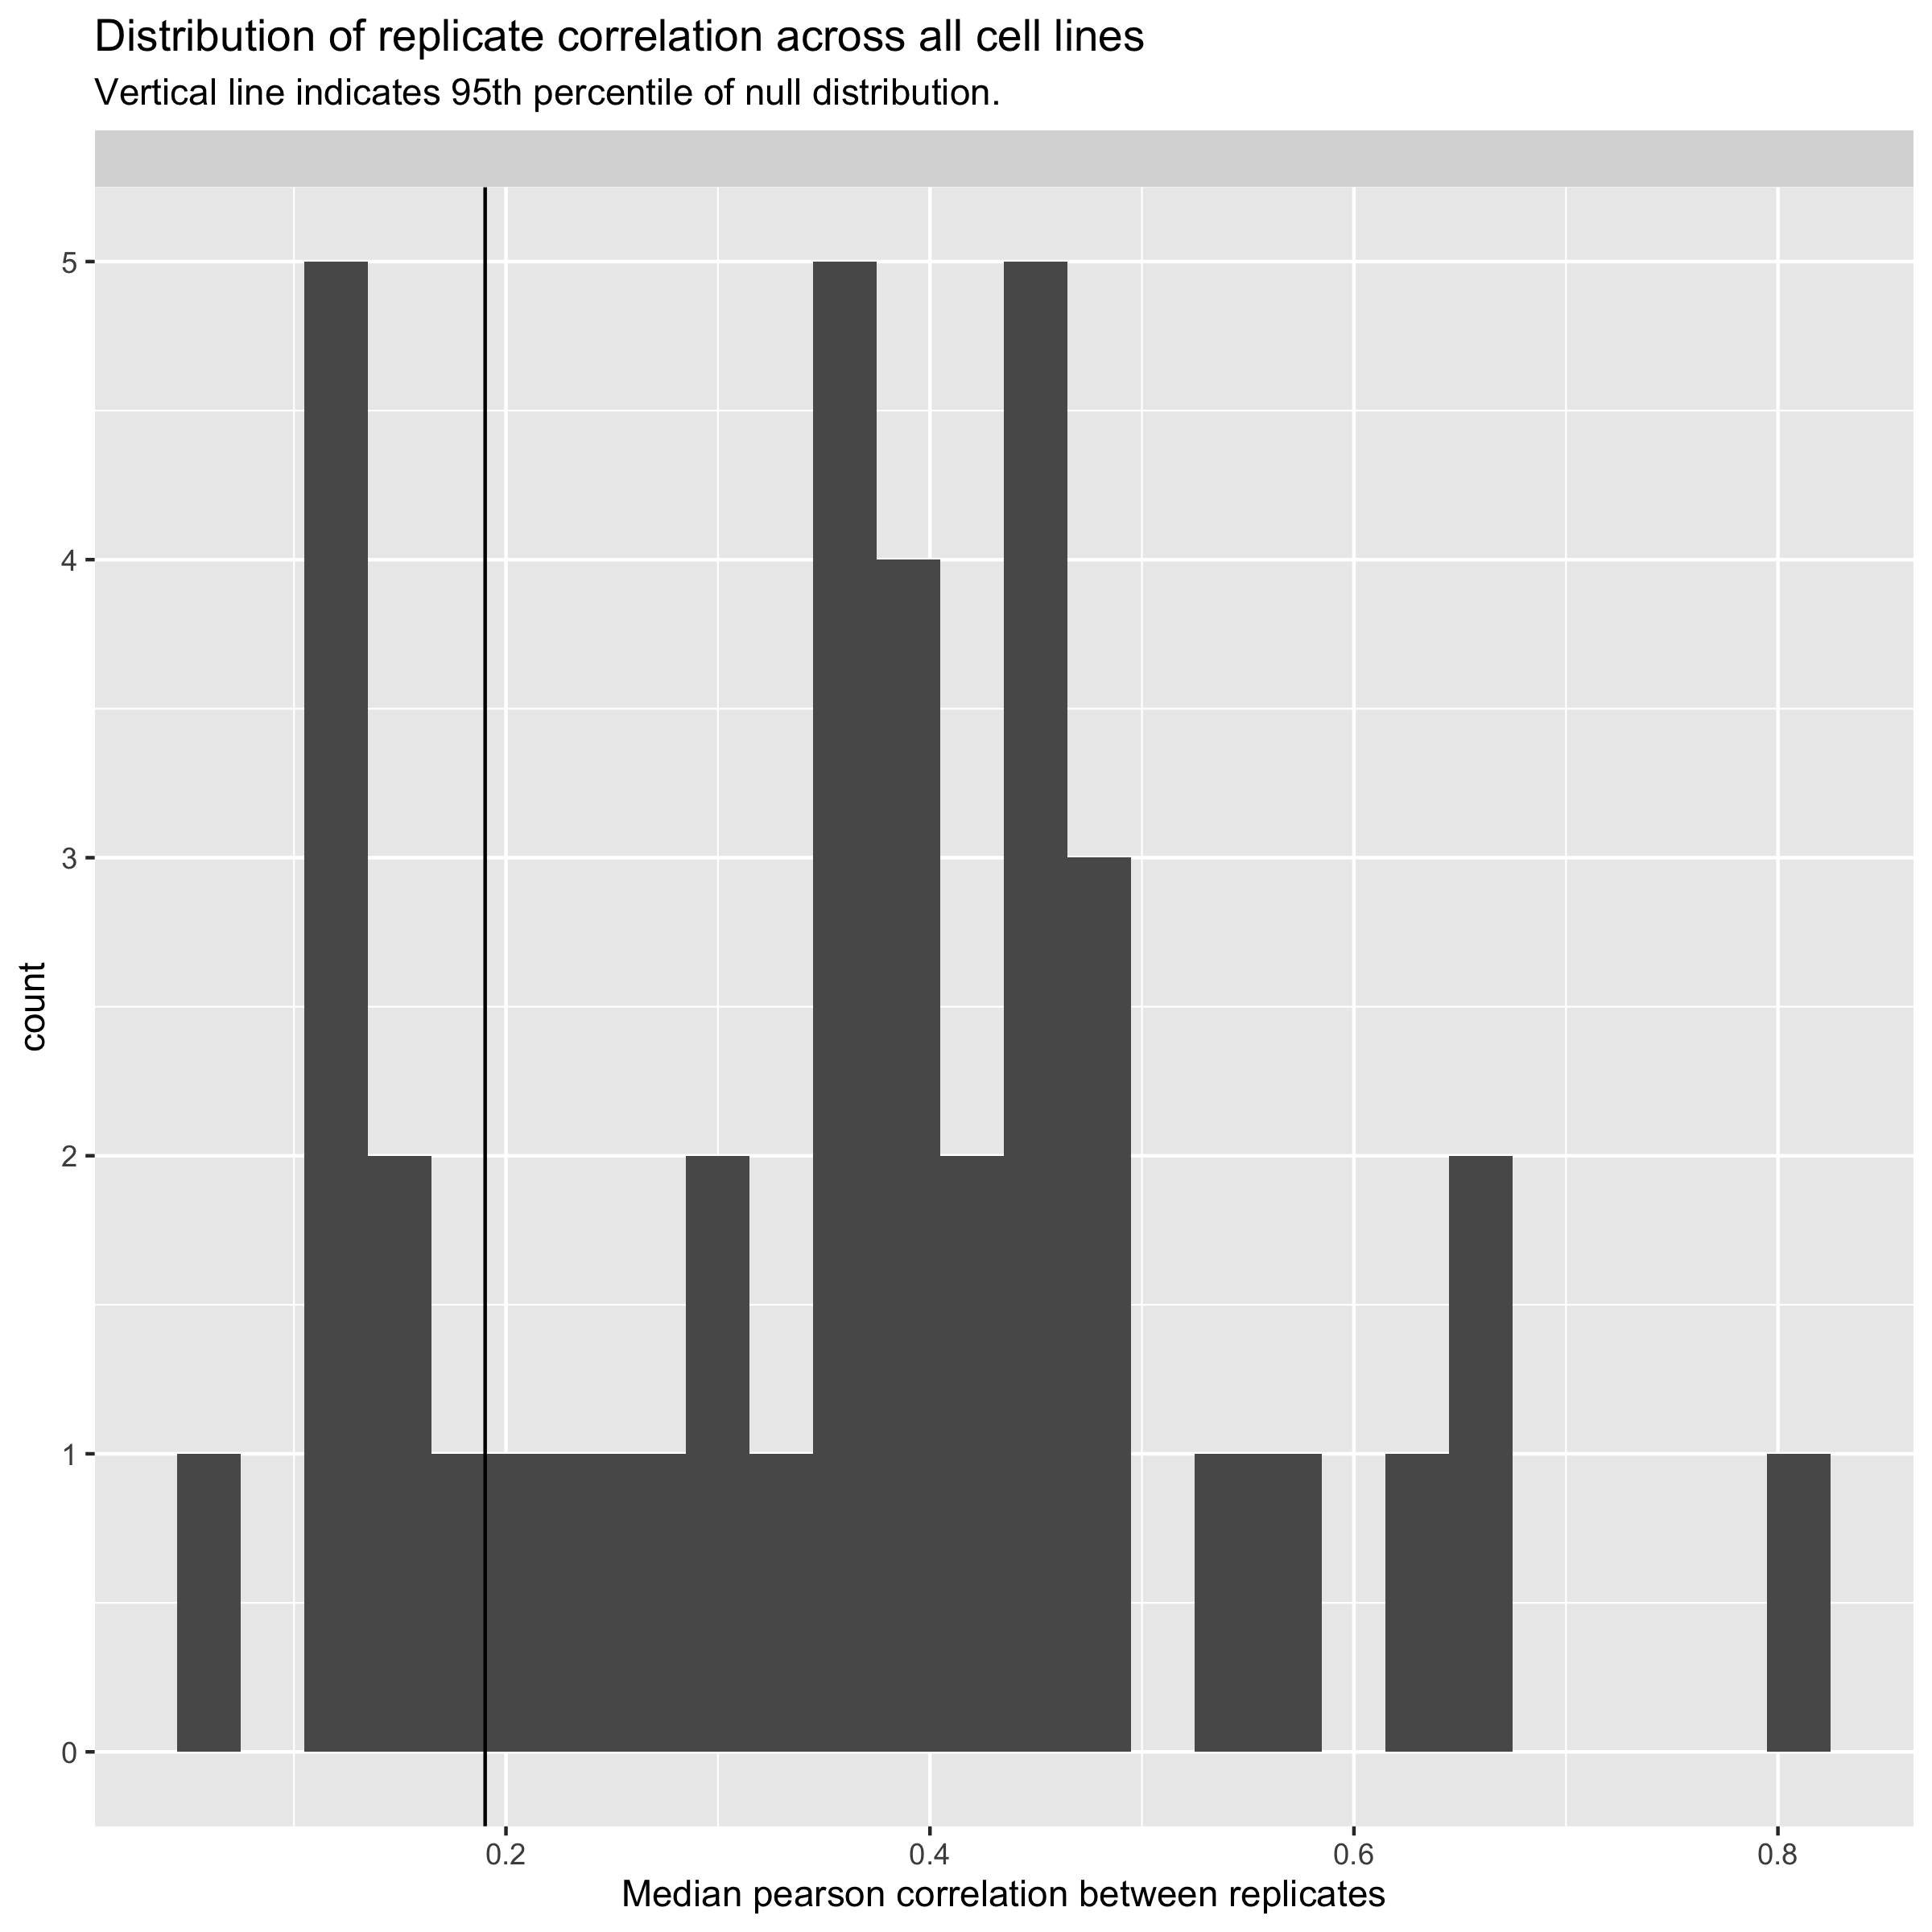 Distribution of replicate correlation across all cell lines
Vertical line indicates 95th percentile of null distribution.
5
4
3
2
1
0
count
0.2 0.4 0.6 0.8
Median pearson correlation between replicates